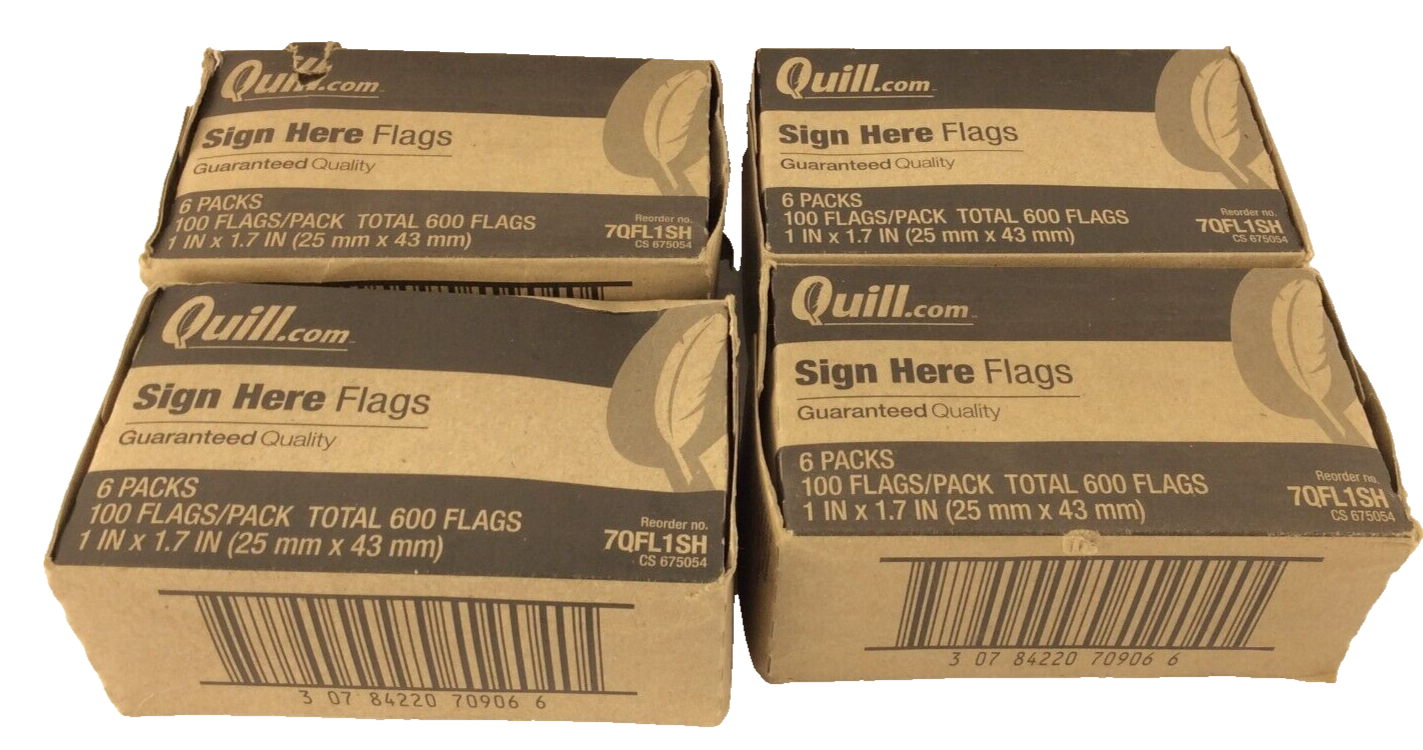 Quill.com
Sign Here Flags
Guaranteed Quality
6 PACKS
100 FLAGS/PACK TOTAL 600 FLAGS
1 IN x 1.7 IN (25 mm x 43 mm)
Reorder no.
7QFL1SH
CS 675054
Quill.com
Sign Here Flags
Guaranteed Quality
6 PACKS
100 FLAGS/PACK TOTAL 600 FLAGS
1 IN x 1.7 IN (25 mm x 43 mm)
Reorder no.
7QFL1SH
CS 675054
Quill.com
Sign Here Flags
Guaranteed Quality
6 PACKS
100 FLAGS/PACK TOTAL 600 FLAGS
1 IN x 1.7 IN (25 mm x 43 mm)
Reorder no.
7QFL1SH
CS 675054
3 07 84220 70906 6
Quill.com
Sign Here Flags
Guaranteed Quality
6 PACKS
100 FLAGS/PACK TOTAL 600 FLAGS
1 IN x 1.7 IN (25 mm x 43 mm)
Reorder no.
7QFL1SH
CS 675054
3 07 84220 70906 6